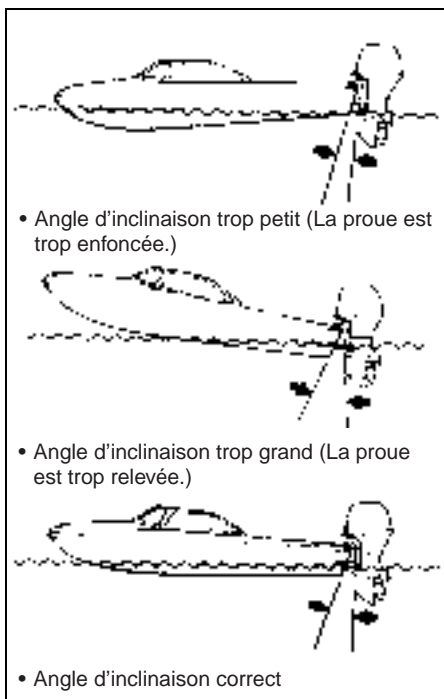 • Angle d'inclinaison trop petit (La proue est
trop enfoncée.)
• Angle d'inclinaison trop grand (La proue
est trop relevée.)
• Angle d'inclinaison correct